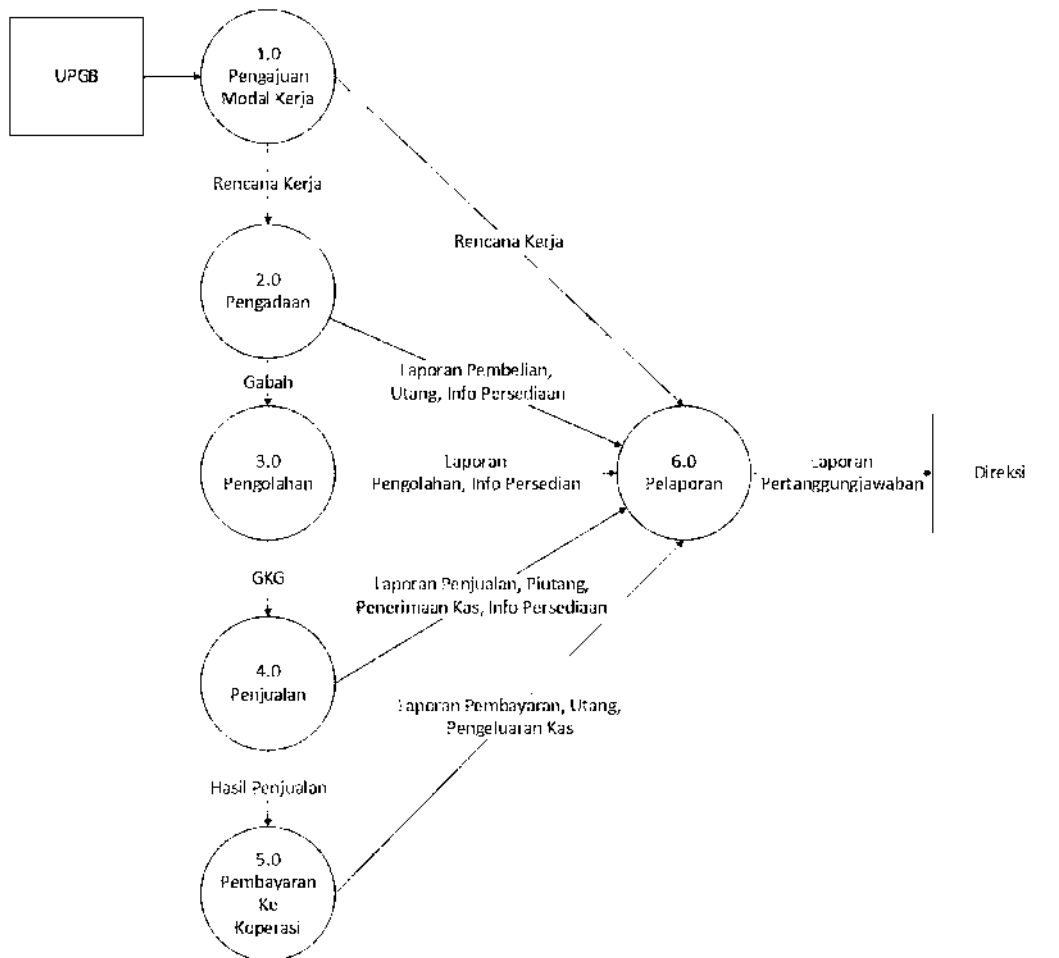 UPGB
1.0
Pengajuan
Modal Kerja
Rencana Kerja
Rencana Kerja
2.0
Pengadaan
Laporan Pembelian,
Utang, Info Persediaan
Gabah
3.0
Pengolahan
Laporan
Pengolahan, Info Persedian
6.0
Pelaporan
Laporan
Pertanggungjawaban
Direksi
GKG
Laporan Penjualan, Piutang,
Penerimaan Kas, Info Persediaan
4.0
Penjualan
Laporan Pembayaran, Utang,
Pengeluaran Kas
Hasil Penjualan
5.0
Pembayaran
Ke
Koperasi